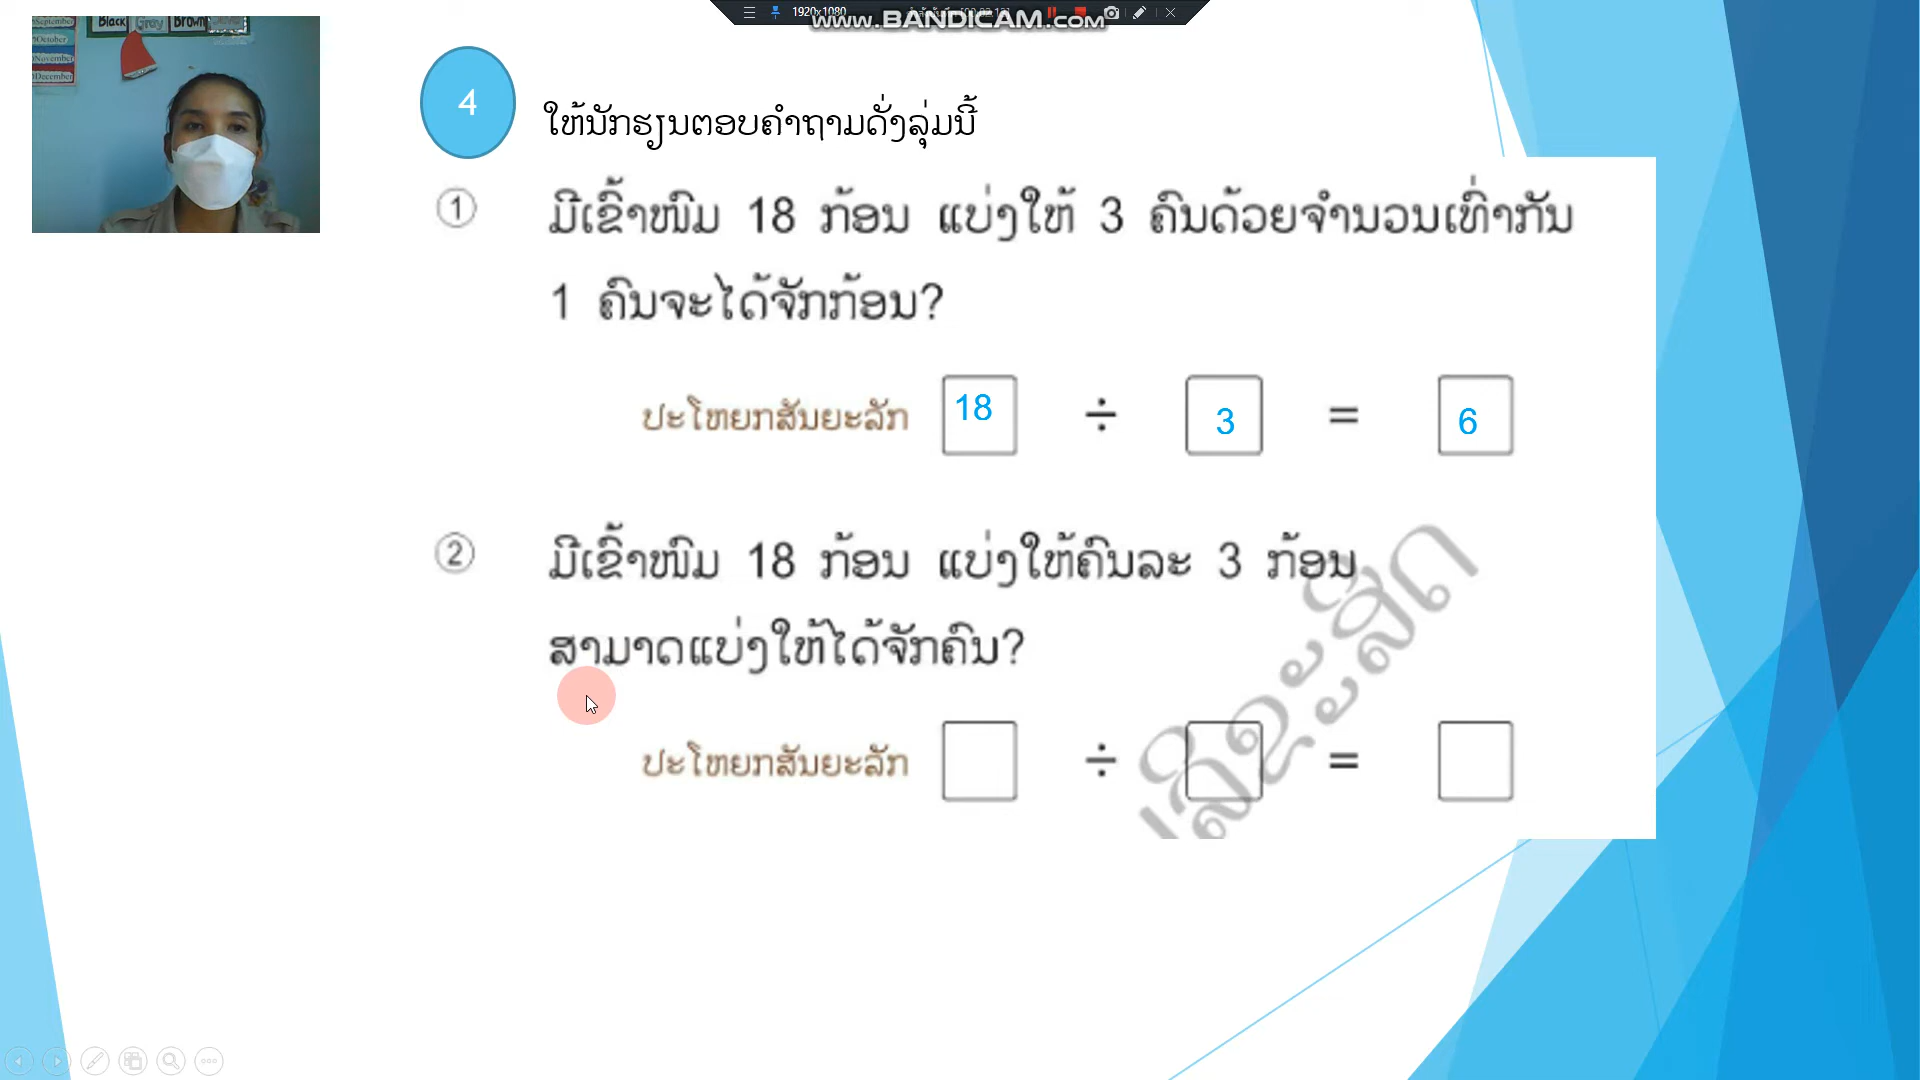 September
October
November
December
Black Gray Brown
1920x1080
www.BANDICAM.com
4
ໃຫ້ນັກຮຽນຕອບຄຳຖາມດັ່ງລຸ່ມນີ້
① ມີເຂົ້າໜົມ 18 ກ້ອນ ແບ່ງໃຫ້ 3 ຄົນດ້ວຍຈຳນວນເທົ່າກັນ
1 ຄົນຈະໄດ້ຈັກກ້ອນ?
ປະໂຫຍກສັນຍະລັກ 18 ÷ 3 = 6
② ມີເຂົ້າໜົມ 18 ກ້ອນ ແບ່ງໃຫ້ຄົນລະ 3 ກ້ອນ
ສາມາດແບ່ງໃຫ້ໄດ້ຈັກຄົນ?
ປະໂຫຍກສັນຍະລັກ ÷ =